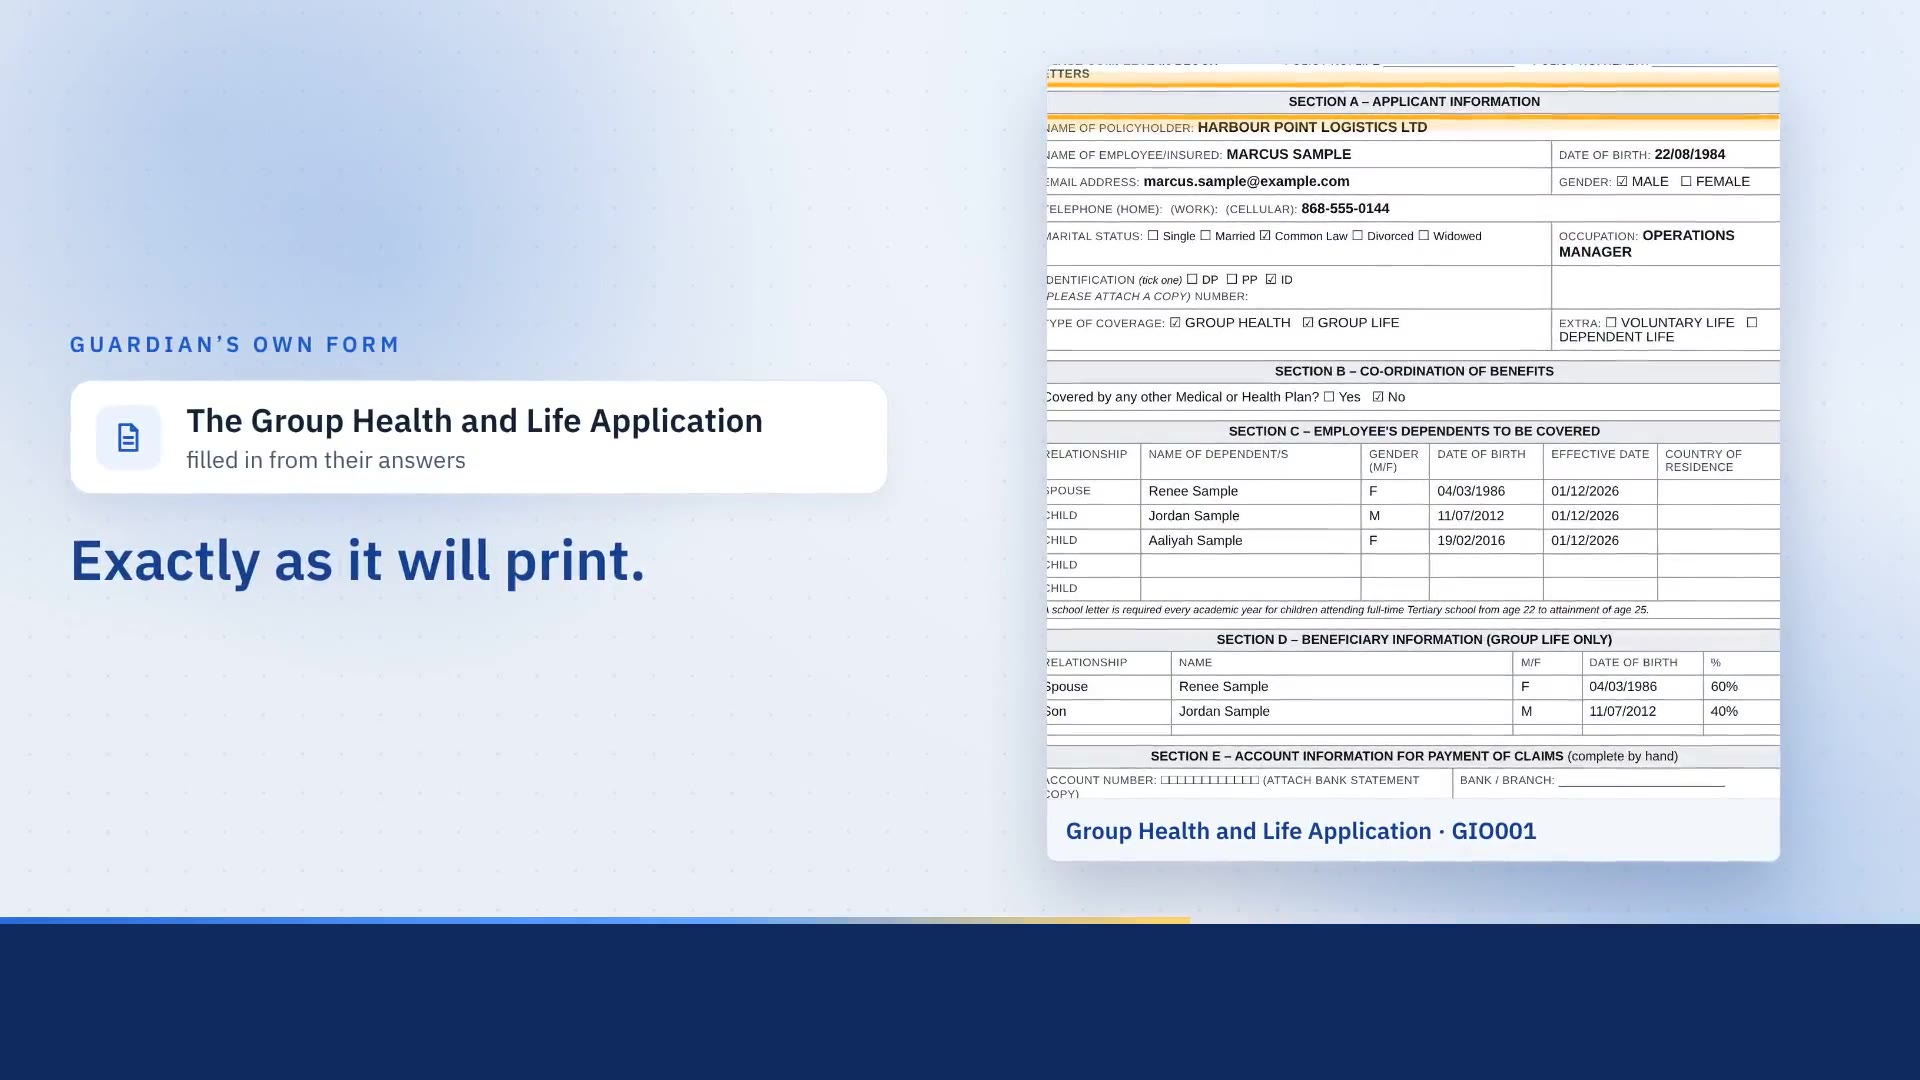 GUARDIAN’S OWN FORM
The Group Health and Life Application
filled in from their answers
Exactly as it will print.
ETTERS
SECTION A – APPLICANT INFORMATION
NAME OF POLICYHOLDER: HARBOUR POINT LOGISTICS LTD
NAME OF EMPLOYEE/INSURED: MARCUS SAMPLE DATE OF BIRTH: 22/08/1984
EMAIL ADDRESS: marcus.sample@example.com GENDER: ☑ MALE ☐ FEMALE
TELEPHONE (HOME): (WORK): (CELLULAR): 868-555-0144
MARITAL STATUS: ☐ Single ☐ Married ☑ Common Law ☐ Divorced ☐ Widowed OCCUPATION: OPERATIONS
MANAGER
IDENTIFICATION (tick one) ☐ DP ☐ PP ☑ ID
(PLEASE ATTACH A COPY) NUMBER:
TYPE OF COVERAGE: ☑ GROUP HEALTH ☑ GROUP LIFE EXTRA: ☐ VOLUNTARY LIFE ☐
DEPENDENT LIFE
SECTION B – CO-ORDINATION OF BENEFITS
Covered by any other Medical or Health Plan? ☐ Yes ☑ No
SECTION C – EMPLOYEE'S DEPENDENTS TO BE COVERED
RELATIONSHIP NAME OF DEPENDENT/S GENDER DATE OF BIRTH EFFECTIVE DATE COUNTRY OF
(M/F) RESIDENCE
SPOUSE Renee Sample F 04/03/1986 01/12/2026
CHILD Jordan Sample M 11/07/2012 01/12/2026
CHILD Aaliyah Sample F 19/02/2016 01/12/2026
CHILD
CHILD
A school letter is required every academic year for children attending full-time Tertiary school from age 22 to attainment of age 25.
SECTION D – BENEFICIARY INFORMATION (GROUP LIFE ONLY)
RELATIONSHIP NAME M/F DATE OF BIRTH %
Spouse Renee Sample F 04/03/1986 60%
Son Jordan Sample M 11/07/2012 40%
SECTION E – ACCOUNT INFORMATION FOR PAYMENT OF CLAIMS (complete by hand)
ACCOUNT NUMBER: ☐☐☐☐☐☐☐☐☐☐☐☐ (ATTACH BANK STATEMENT BANK / BRANCH:
COPY)
Group Health and Life Application · GIO001